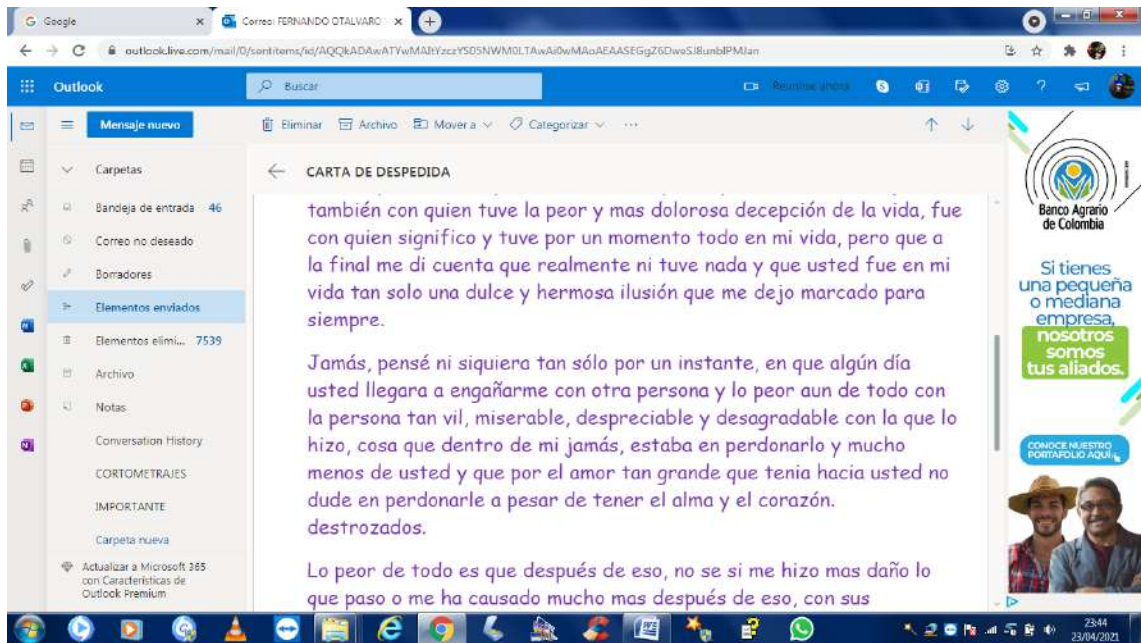 Google
Correo: FERNANDO OTALVARO
Outlook
Buscar
Reunirse ahora
Mensaje nuevo
Eliminar
Archivo
Mover a
Categorizar
Carpetas
Bandeja de entrada 46
Correo no deseado
Borradores
Elementos enviados
Elementos elimi... 7539
Archivo
Notas
Conversation History
CORTOMETRAJES
IMPORTANTE
Carpeta nueva
Actualizar a Microsoft 365
con Características de
Outlook Premium
CARTA DE DESPEDIDA
también con quien tuve la peor y mas dolorosa decepción de la vida, fue
con quien significo y tuve por un momento todo en mi vida, pero que a
la final me di cuenta que realmente ni tuve nada y que usted fue en mi
vida tan solo una dulce y hermosa ilusión que me dejo marcado para
siempre.
Jamás, pensé ni siquiera tan sólo por un instante, en que algún día
usted llegara a engañarme con otra persona y lo peor aun de todo con
la persona tan vil, miserable, despreciable y desagradable con la que lo
hizo, cosa que dentro de mi jamás, estaba en perdonarlo y mucho
menos de usted y que por el amor tan grande que tenia hacia usted no
dude en perdonarle a pesar de tener el alma y el corazón.
destrozados.
Lo peor de todo es que después de eso, no se si me hizo mas daño lo
que paso o me ha causado mucho mas después de eso, con sus
Banco Agrario
de Colombia
Si tienes
una pequeña
o mediana
empresa,
nosotros
somos
tus aliados.
CONOCE NUESTRO
PORTAFOLIO AQUÍ
23:44
23/04/2021